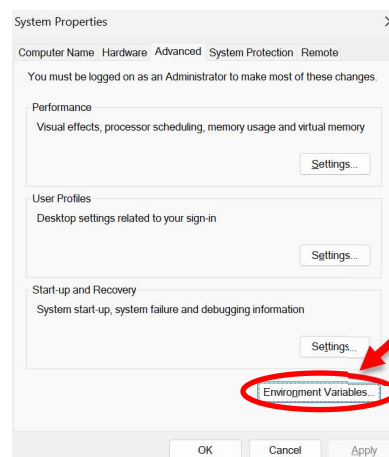 System Properties
Computer Name Hardware Advanced System Protection Remote
You must be logged on as an Administrator to make most of these changes.
Performance
Visual effects, processor scheduling, memory usage and virtual memory
Settings...
User Profiles
Desktop settings related to your sign-in
Settings...
Start-up and Recovery
System start-up, system failure and debugging information
Settings...
Environment Variables...
OK Cancel Apply